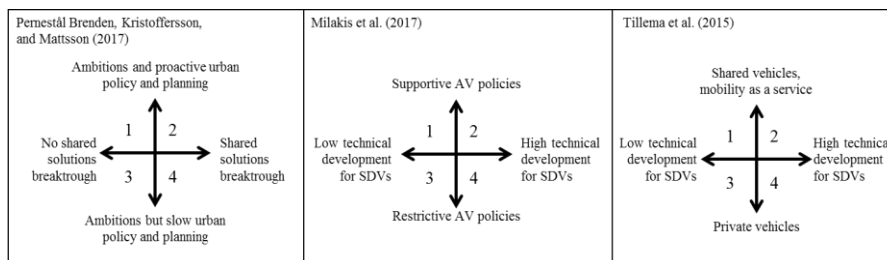 Pernestål Brenden, Kristoffersson,
and Mattsson (2017)
Ambitions and proactive urban
policy and planning
1 2
No shared
solutions
breaktrough
Shared
solutions
breakthrough
3 4
Ambitions but slow urban
policy and planning
Milakis et al. (2017)
Supportive AV policies
1 2
Low technical
development
for SDVs
High technical
development
for SDVs
3 4
Restrictive AV policies
Tillema et al. (2015)
Shared vehicles,
mobility as a service
1 2
Low technical
development
for SDVs
High technical
development
for SDVs
3 4
Private vehicles